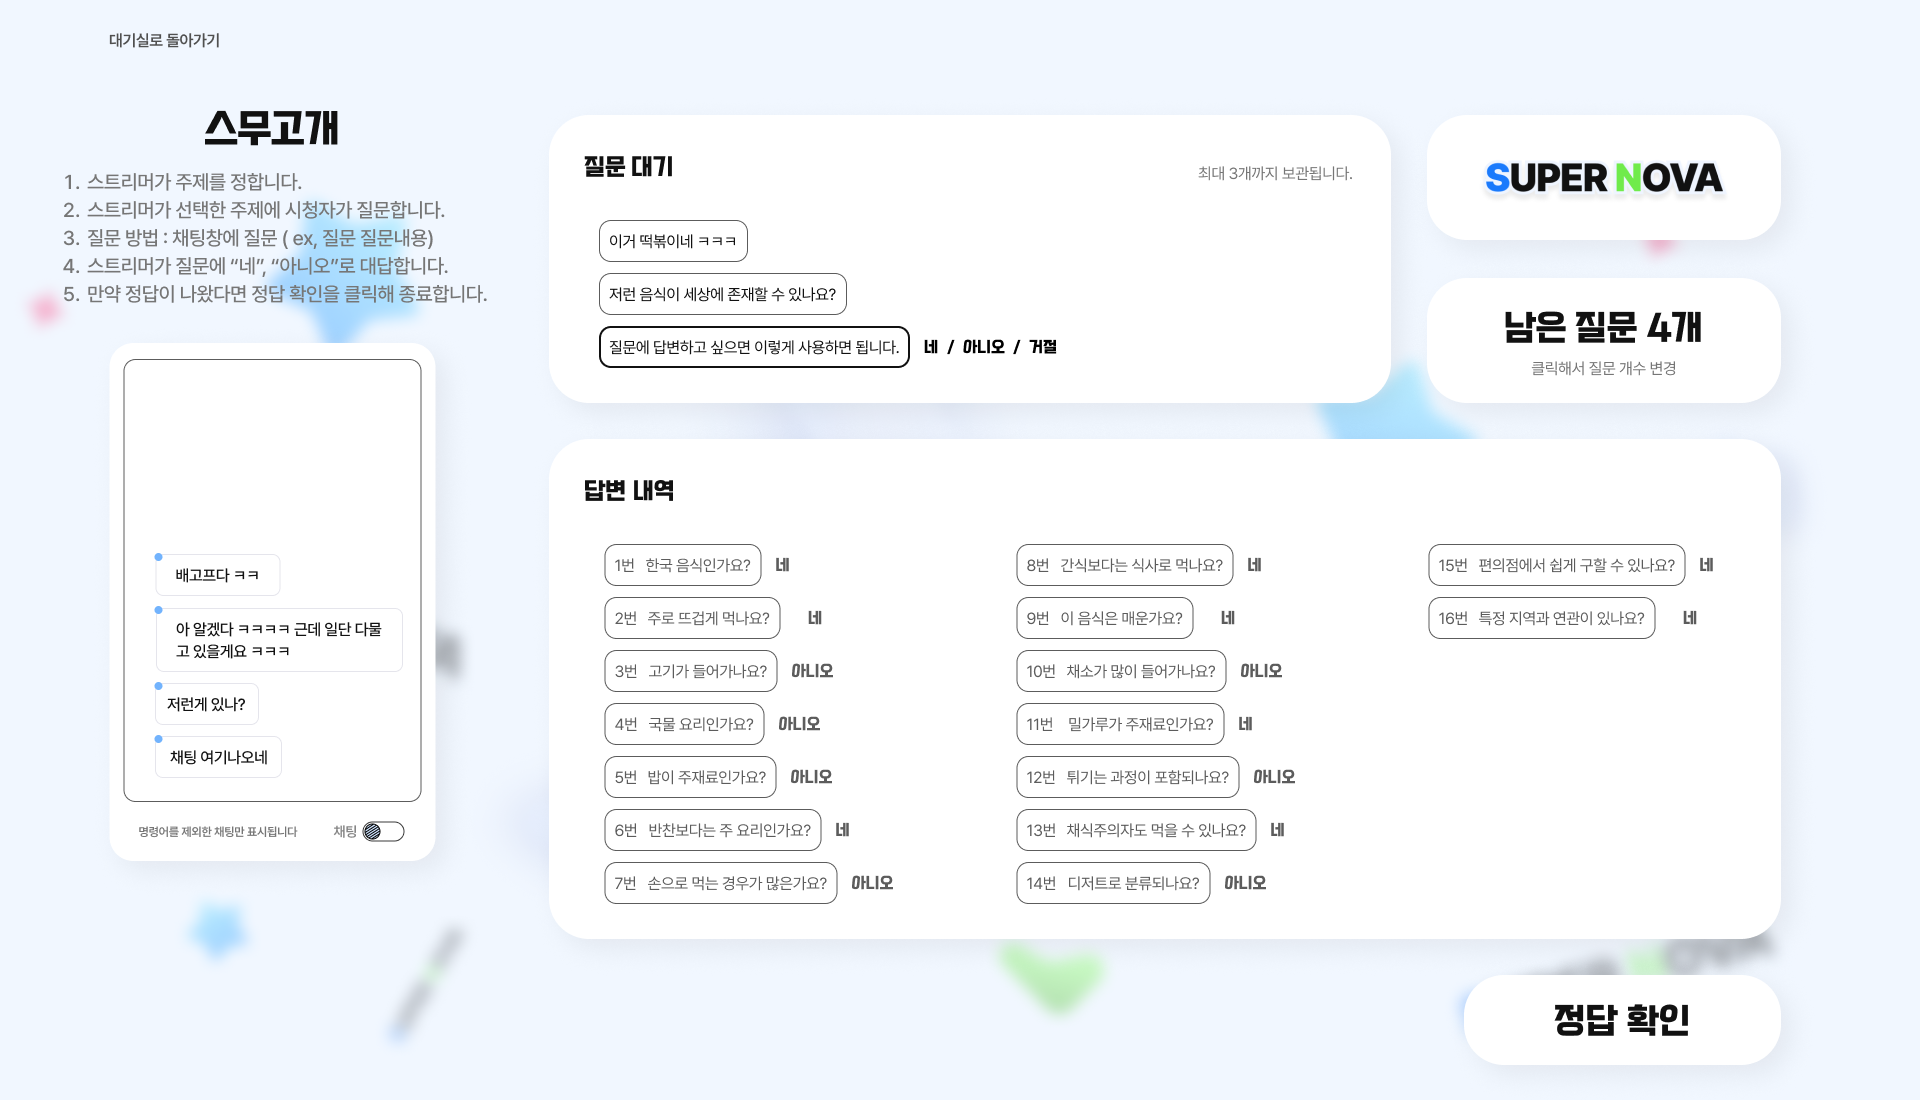 대기실로 돌아가기
스무고개
1. 스트리머가 주제를 정합니다.
2. 스트리머가 선택한 주제에 시청자가 질문합니다.
3. 질문 방법 : 채팅창에 질문 ( ex, 질문 질문내용)
4. 스트리머가 질문에 “네”, “아니오”로 대답합니다.
5. 만약 정답이 나왔다면 정답 확인을 클릭해 종료합니다.
배고프다 ㅋㅋ
아 알겠다 ㅋㅋㅋㅋ 근데 일단 다물
고 있을게요 ㅋㅋㅋ
저런게 있나?
채팅 여기나오네
명령어를 제외한 채팅만 표시됩니다
채팅
질문 대기
최대 3개까지 보관됩니다.
이거 떡볶이네 ㅋㅋㅋ
저런 음식이 세상에 존재할 수 있나요?
질문에 답변하고 싶으면 이렇게 사용하면 됩니다. 네 / 아니오 / 거절
SUPER NOVA
남은 질문 4개
클릭해서 질문 개수 변경
답변 내역
1번 한국 음식인가요? 네
2번 주로 뜨겁게 먹나요? 네
3번 고기가 들어가나요? 아니오
4번 국물 요리인가요? 아니오
5번 밥이 주재료인가요? 아니오
6번 반찬보다는 주 요리인가요? 네
7번 손으로 먹는 경우가 많은가요? 아니오
8번 간식보다는 식사로 먹나요? 네
9번 이 음식은 매운가요? 네
10번 채소가 많이 들어가나요? 아니오
11번 밀가루가 주재료인가요? 네
12번 튀기는 과정이 포함되나요? 아니오
13번 채식주의자도 먹을 수 있나요? 네
14번 디저트로 분류되나요? 아니오
15번 편의점에서 쉽게 구할 수 있나요? 네
16번 특정 지역과 연관이 있나요? 네
정답 확인